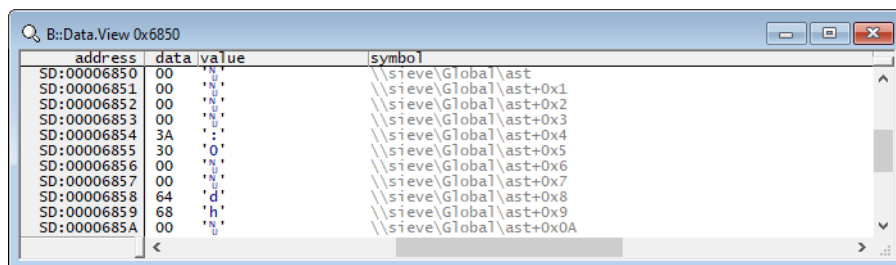 B::Data.View 0x6850
address data value symbol
SD:00006850 00 'NU' \\sieve\Global\ast
SD:00006851 00 'NU' \\sieve\Global\ast+0x1
SD:00006852 00 'NU' \\sieve\Global\ast+0x2
SD:00006853 00 'NU' \\sieve\Global\ast+0x3
SD:00006854 3A ':' \\sieve\Global\ast+0x4
SD:00006855 30 '0' \\sieve\Global\ast+0x5
SD:00006856 00 'NU' \\sieve\Global\ast+0x6
SD:00006857 00 'NU' \\sieve\Global\ast+0x7
SD:00006858 64 'd' \\sieve\Global\ast+0x8
SD:00006859 68 'h' \\sieve\Global\ast+0x9
SD:0000685A 00 'NU' \\sieve\Global\ast+0x0A